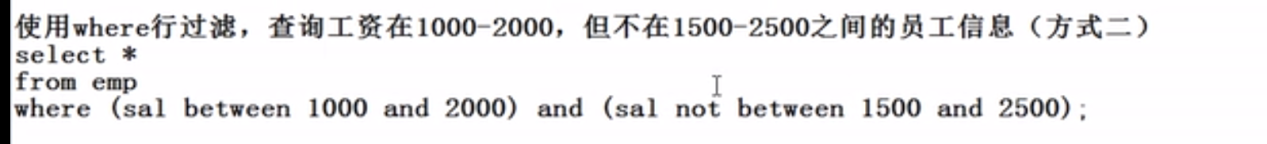 使用where行过滤，查询工资在1000-2000，但不在1500-2500之间的员工信息（方式二）
select *
from emp
where (sal between 1000 and 2000) and (sal not between 1500 and 2500);